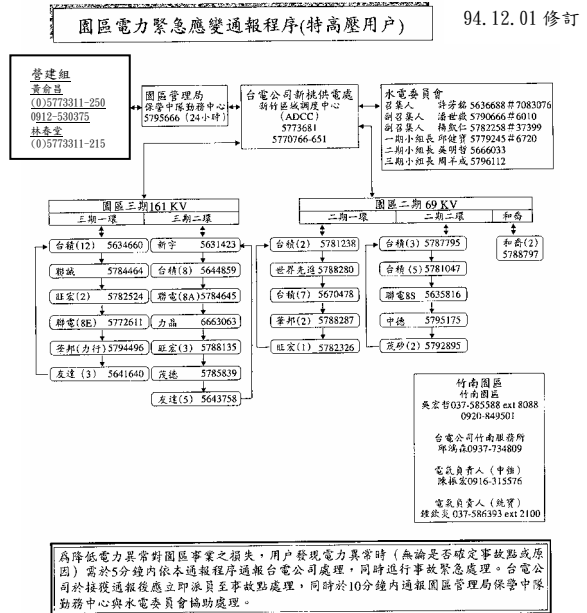 園區電力緊急應變通報程序(特高壓用戶)
94.12.01 修訂
營建組
黃俞昌
(0)5773311-250
0912-530375
林春堂
(0)5773311-215
園區管理局
保警中隊勤務中心
5795666 (24小時)
台電公司新桃供電處
新竹區域調度中心
(ADCC)
5773681
5770766-651
水電委員會
召集人 許芳銘 5636688#7083076
副召集人 潘世斌 5790666#6010
副召集人 楊凱仁 5782258#37399
一期小組長 邱健寶 5779245#6720
二期小組長 吳明哲 5666033
三期小組長 周羊成 5796112
園區三期161 KV
三期一環 三期二環
台積(12) 5634660
聯誠 5784464
旺宏(2) 5782524
聯電(8E) 5772611
華邦(力行) 5794496
友達 (3) 5641640
新宇 5631423
台積(8) 5644859
聯電(8A)5784645
力晶 6663063
旺宏(3) 5788135
茂德 5785839
友達(5) 5643758
園區二期 69 KV
二期一環 二期二環 和喬
台積(2) 5781238
世界先進5788280
台積(7) 5670478
華邦(2) 5788287
旺宏(1) 5782326
台積(3) 5787795
台積 (5)5781047
聯電8S 5635816
中德 5795175
茂矽(2) 5792895
和喬(2)
5788797
竹南園區
竹南園區
吳宏哲037-585588 ext 8088
0920-849501
台電公司竹南服務所
邱鴻森0937-734809
電氣負責人 (中強)
陳振宏0916-315576
電氣負責人 (銧寶)
鍾欽炎 037-586393 ext 2100
為降低電力異常對園區事業之損失，用戶發現電力異常時（無論是否確定事故點或原
因）需於5分鐘內依本通報程序通報台電公司處理，同時進行事故緊急處理。台電公
司於接獲通報後應立即派員至事故點處理，同時於10分鐘內通報園區管理局保警中隊
勤務中心與水電委員會協助處理。